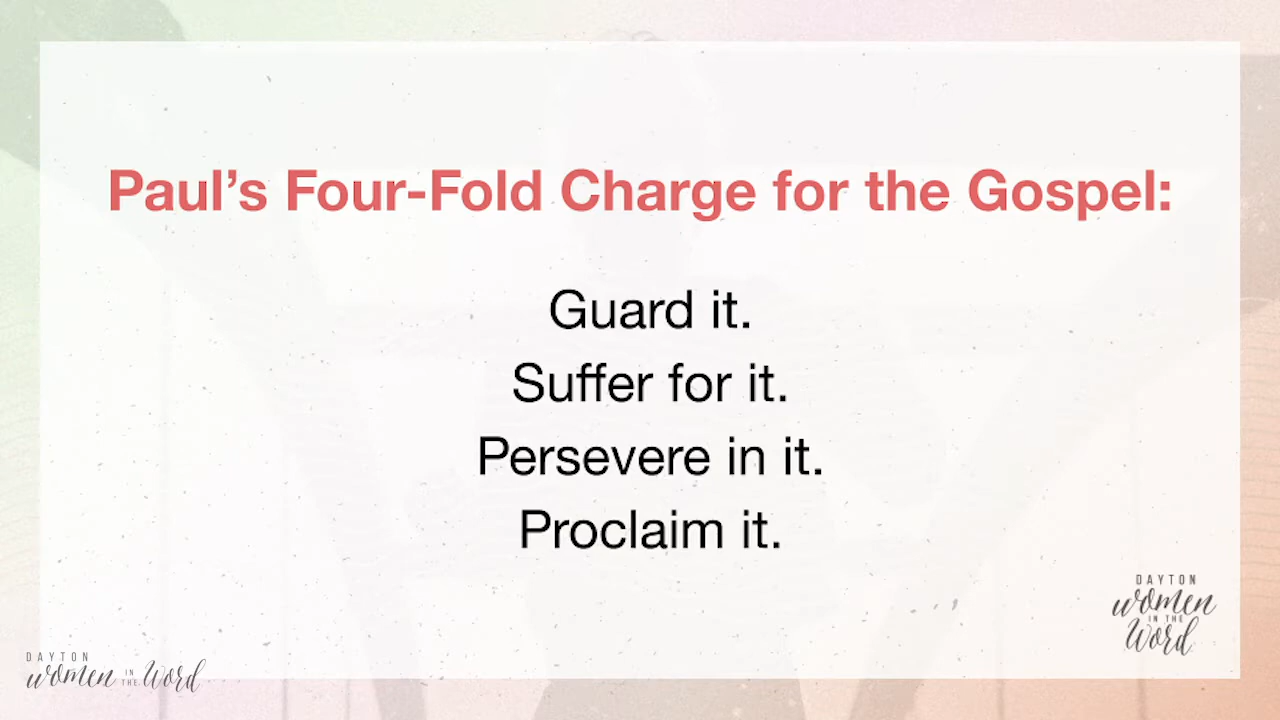 Paul’s Four-Fold Charge for the Gospel:
Guard it.
Suffer for it.
Persevere in it.
Proclaim it.
DAYTON
women
IN THE
Word
DAYTON
women IN THE Word